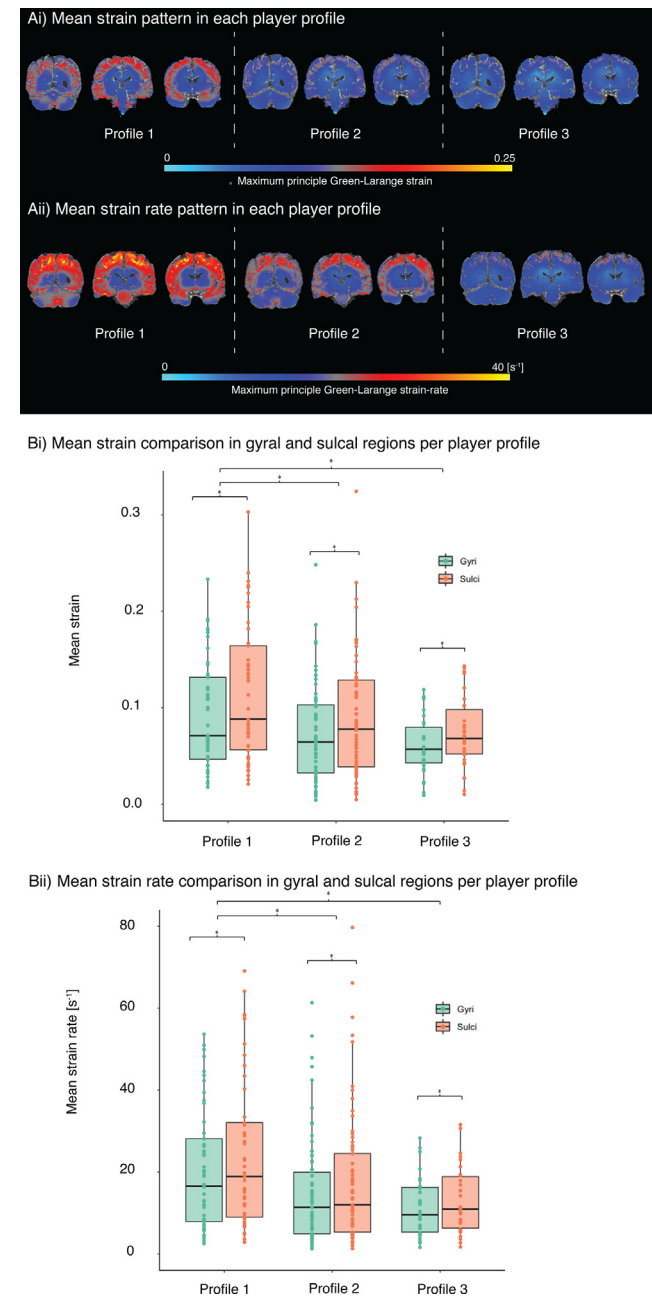 Ai) Mean strain pattern in each player profile
Profile 1 Profile 2 Profile 3
0 0.25
Maximum principle Green-Larange strain
Aii) Mean strain rate pattern in each player profile
Profile 1 Profile 2 Profile 3
0 40 [s⁻¹]
Maximum principle Green-Larange strain-rate
Bi) Mean strain comparison in gyral and sulcal regions per player profile
*
*
*
*
*
0.3
Gyri
Sulci
0.2
Mean strain
0.1
0.0
Profile 1 Profile 2 Profile 3
Bii) Mean strain rate comparison in gyral and sulcal regions per player profile
*
*
*
*
*
80
60
Gyri
Sulci
Mean strain rate [s⁻¹]
40
20
0
Profile 1 Profile 2 Profile 3